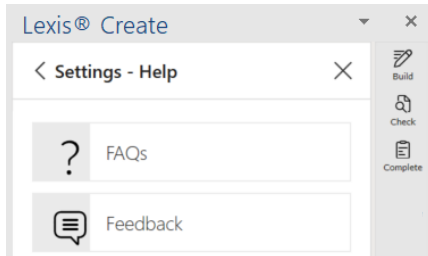 Lexis® Create
Settings - Help
Build
Check
Complete
FAQs
Feedback